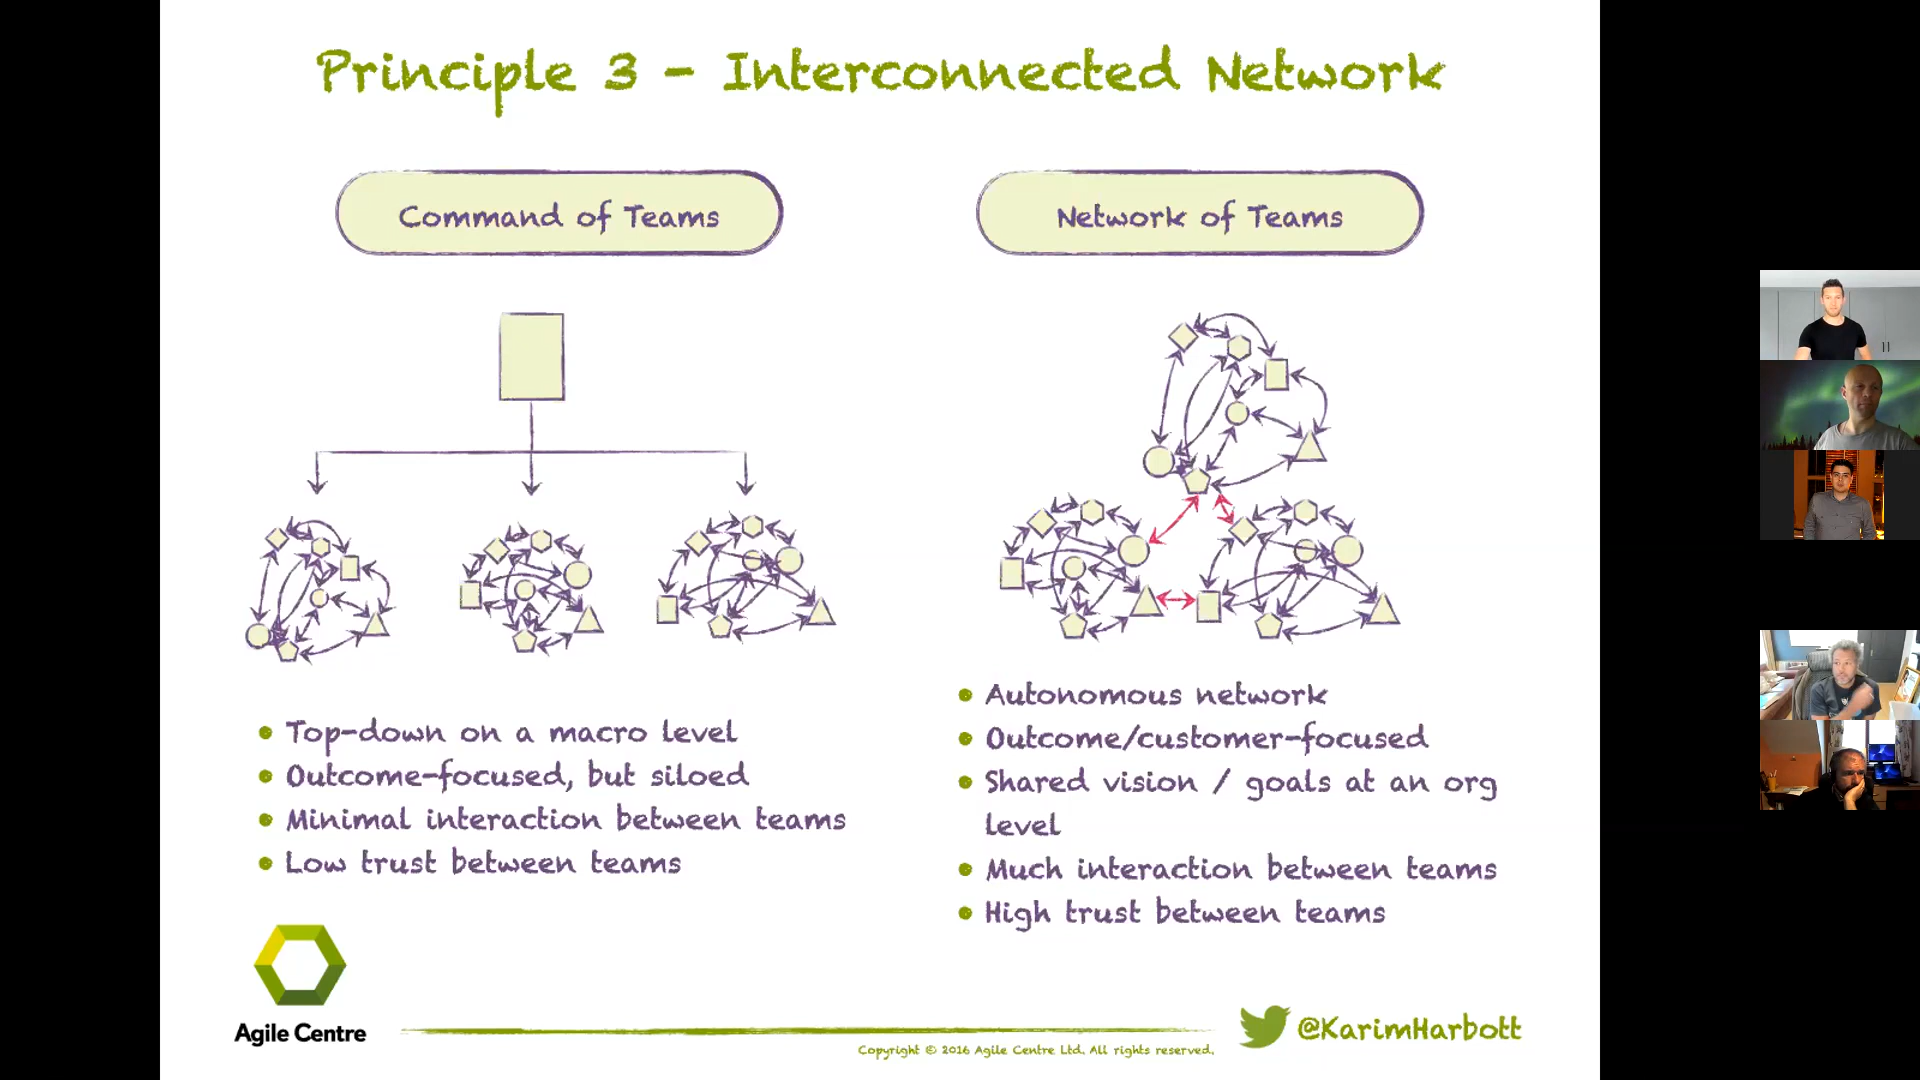 Principle 3 - Interconnected Network
Command of Teams
Network of Teams
Top-down on a macro level
Outcome-focused, but siloed
Minimal interaction between teams
Low trust between teams
Autonomous network
Outcome/customer-focused
Shared vision / goals at an org
level
Much interaction between teams
High trust between teams
Agile Centre
Copyright © 2016 Agile Centre Ltd. All rights reserved.
@KarimHarbott